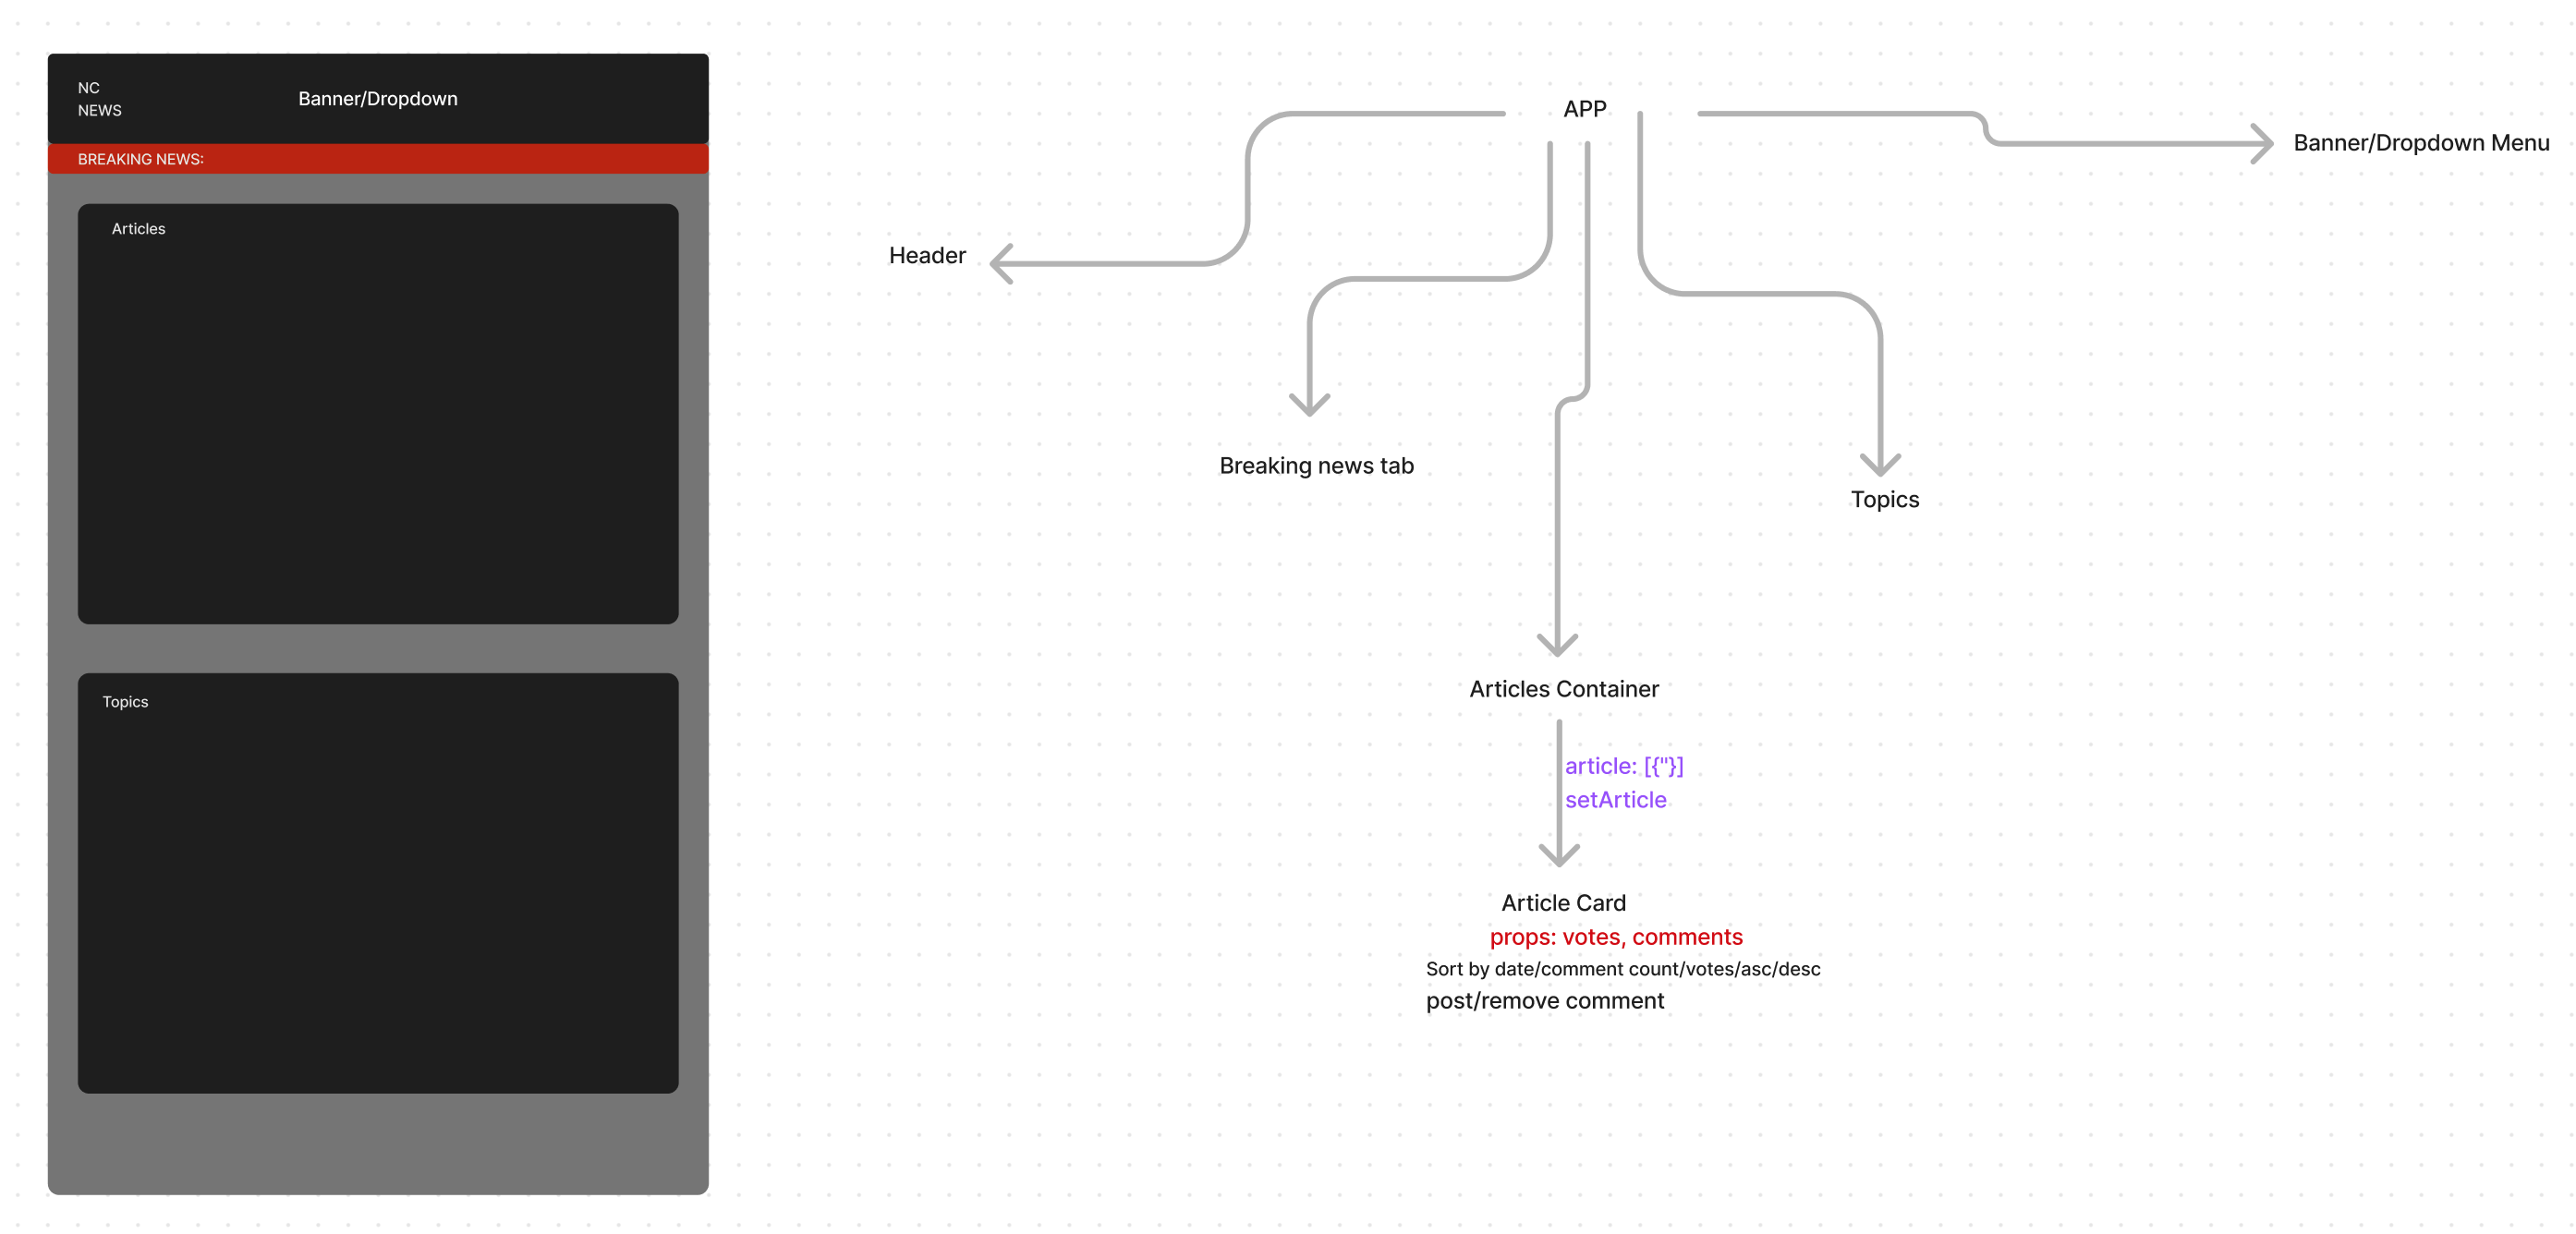 NC
NEWS
Banner/Dropdown
BREAKING NEWS:
Articles
Topics
APP
Banner/Dropdown Menu
Header
Breaking news tab
Topics
Articles Container
article: [{''}]
setArticle
Article Card
props: votes, comments
Sort by date/comment count/votes/asc/desc
post/remove comment